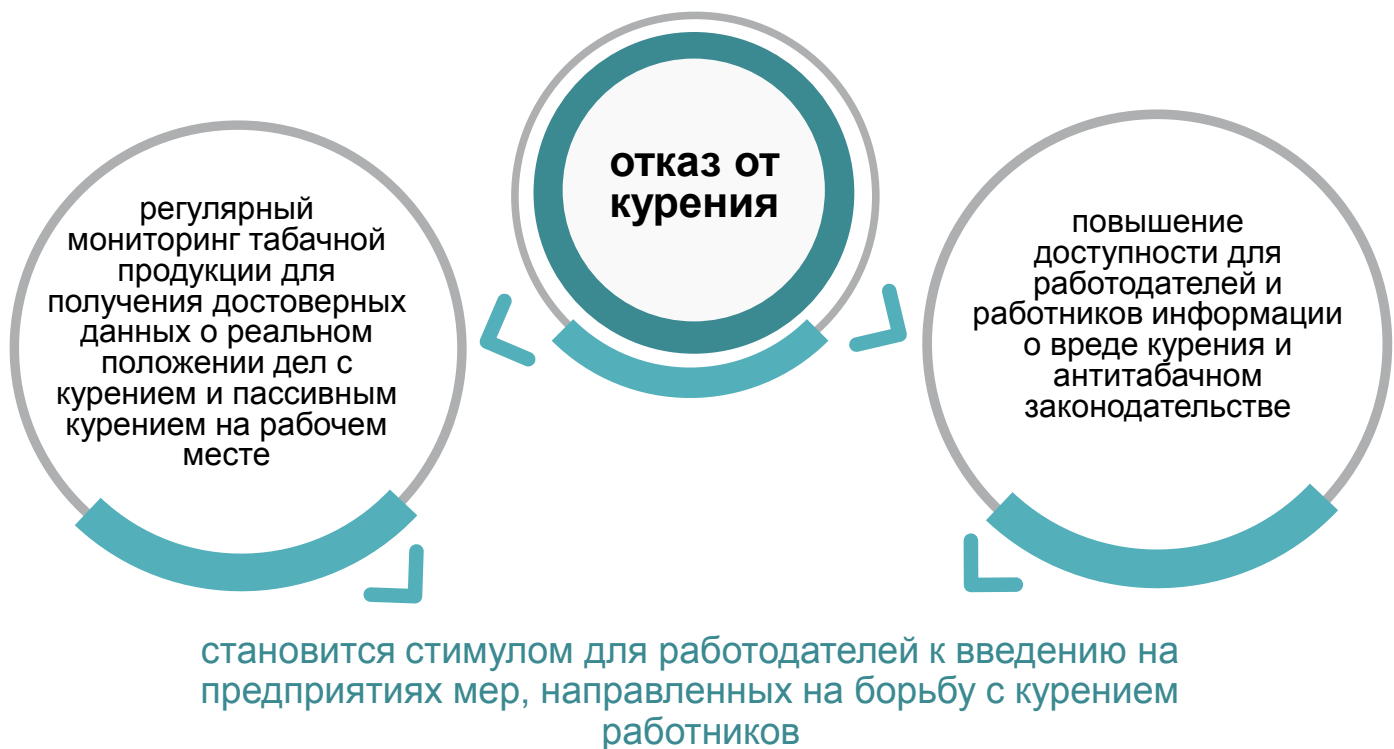 отказ от
курения
регулярный
мониторинг табачной
продукции для
получения достоверных
данных о реальном
положении дел с
курением и пассивным
курением на рабочем
месте
повышение
доступности для
работодателей и
работников информации
о вреде курения и
антитабачном
законодательстве
становится стимулом для работодателей к введению на
предприятиях мер, направленных на борьбу с курением
работников